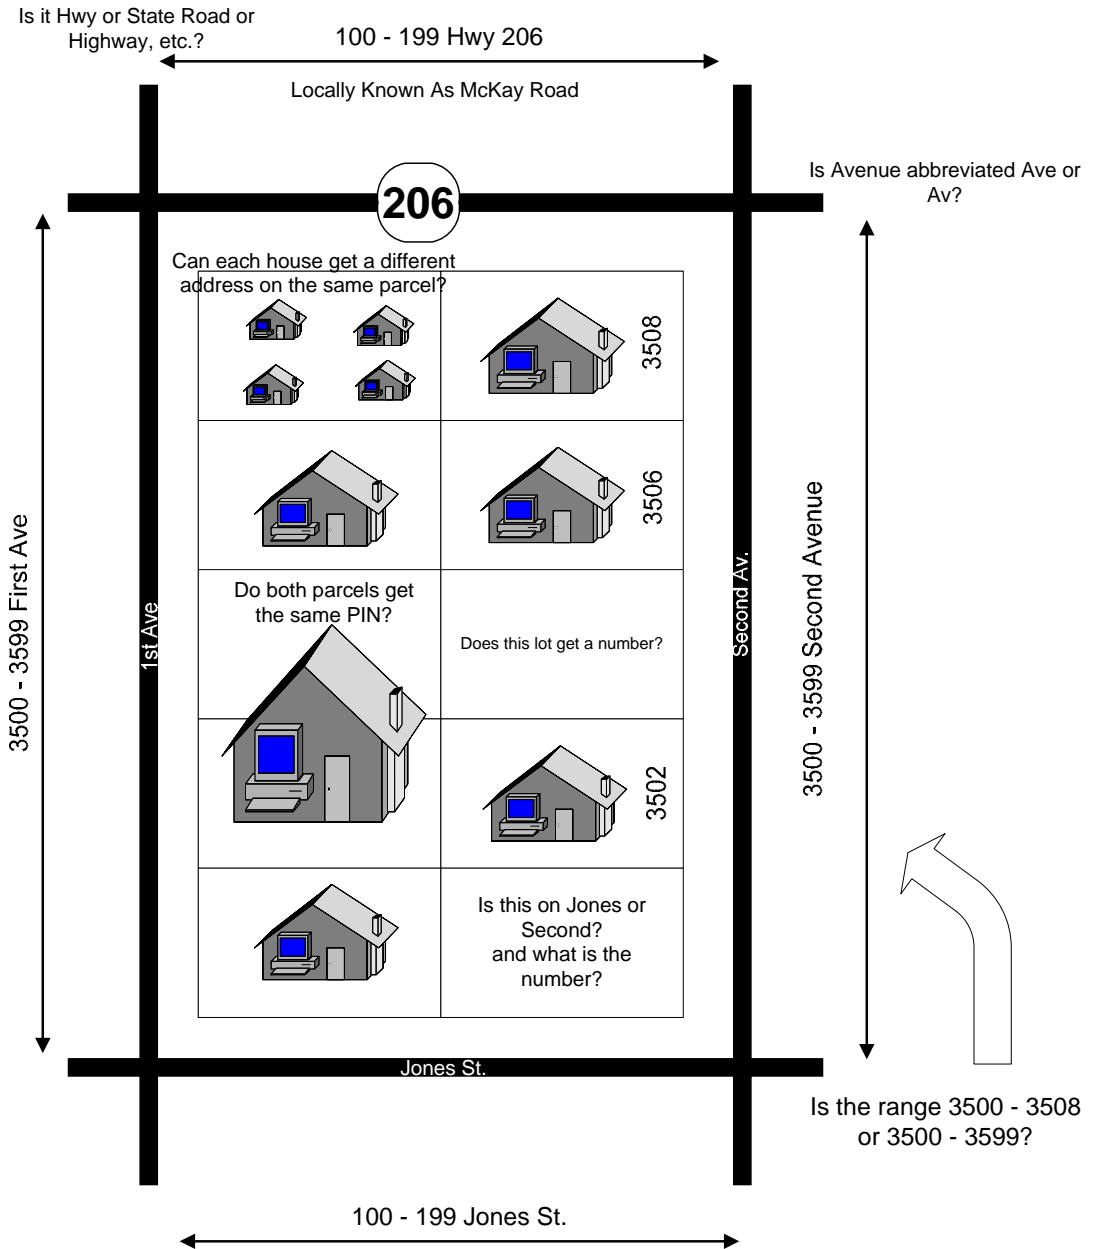 Is it Hwy or State Road or
Highway, etc.?
100 - 199 Hwy 206
Locally Known As McKay Road
206
Is Avenue abbreviated Ave or
Av?
Can each house get a different
address on the same parcel?
3508
3506
3500 - 3599 First Ave
1st Ave
Do both parcels get
the same PIN?
Does this lot get a number?
Second Av.
3500 - 3599 Second Avenue
3502
Is this on Jones or
Second?
and what is the
number?
Jones St.
Is the range 3500 - 3508
or 3500 - 3599?
100 - 199 Jones St.